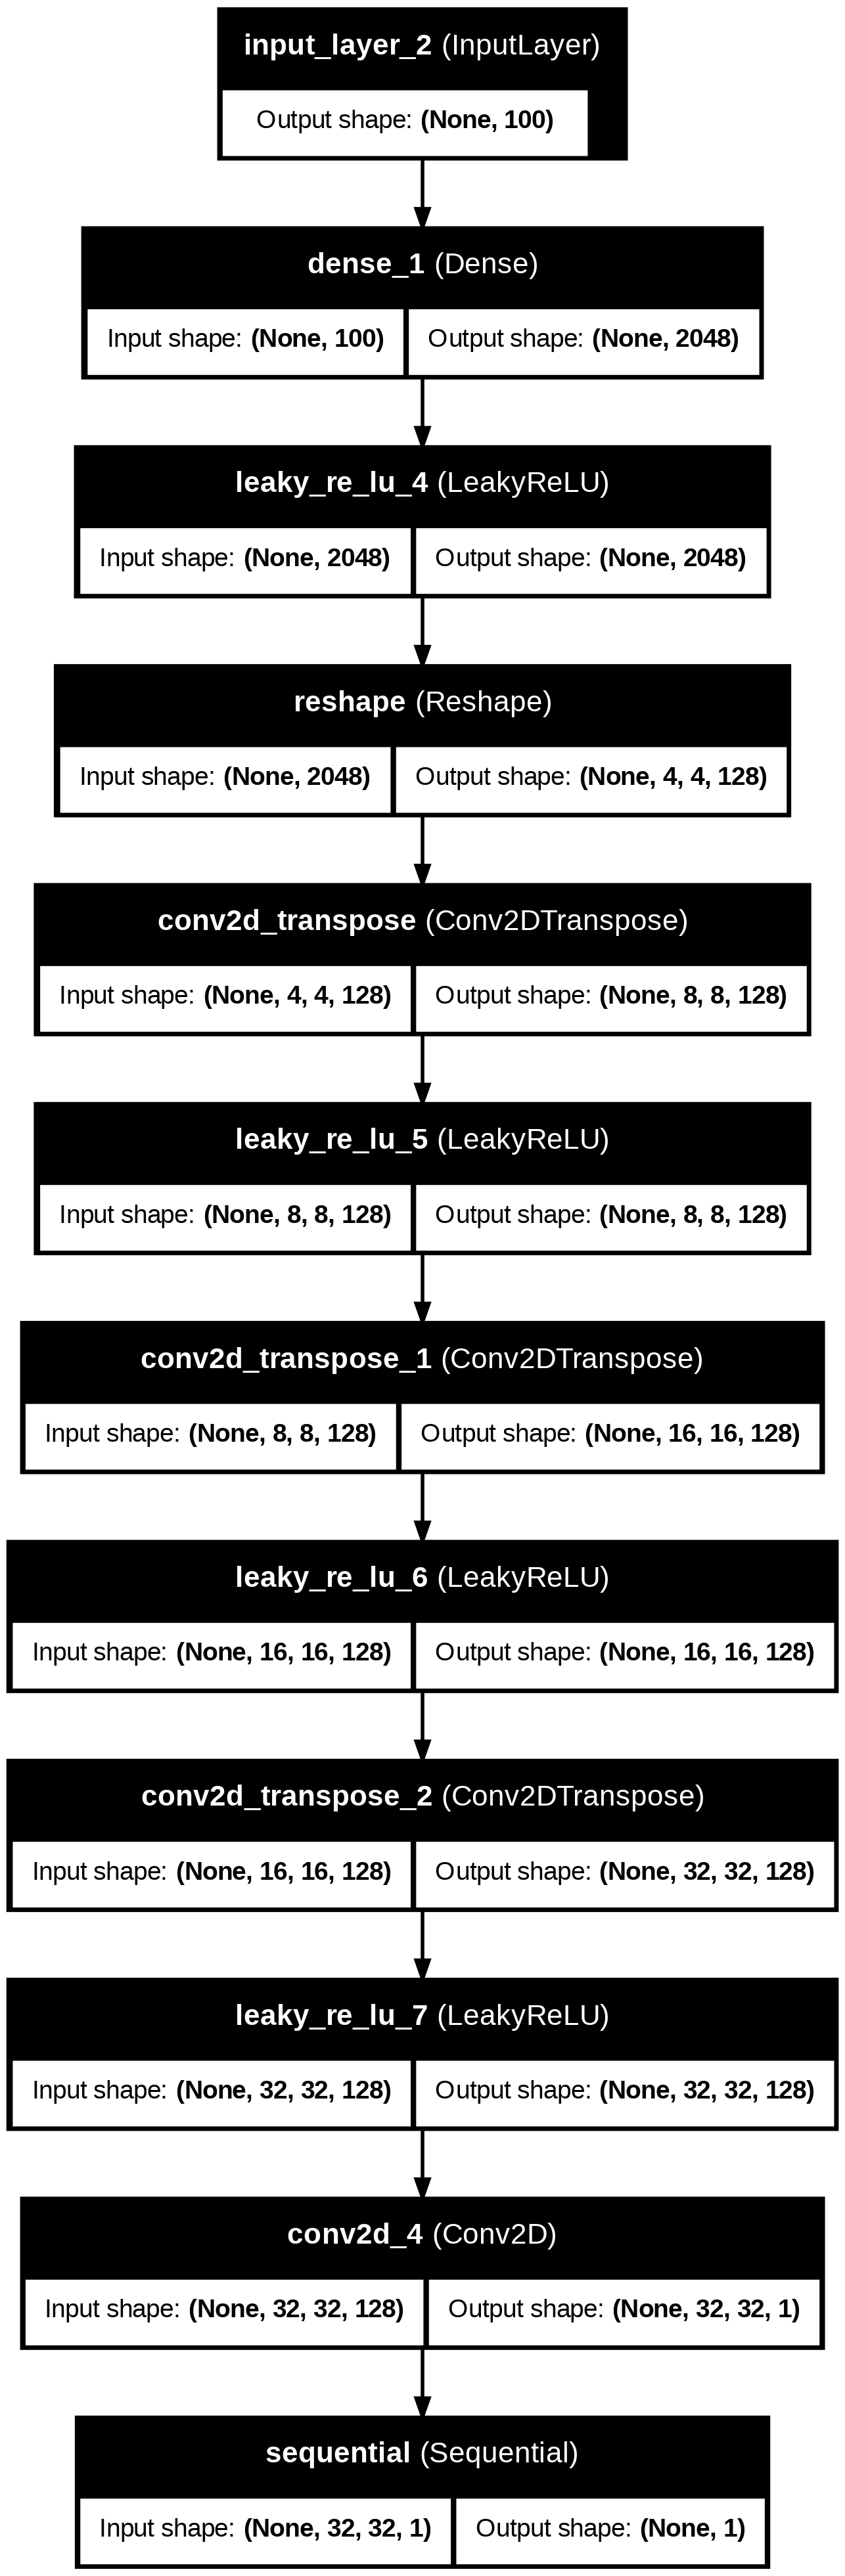 input_layer_2 (InputLayer)
Output shape: (None, 100)
dense_1 (Dense)
Input shape: (None, 100) Output shape: (None, 2048)
leaky_re_lu_4 (LeakyReLU)
Input shape: (None, 2048) Output shape: (None, 2048)
reshape (Reshape)
Input shape: (None, 2048) Output shape: (None, 4, 4, 128)
conv2d_transpose (Conv2DTranspose)
Input shape: (None, 4, 4, 128) Output shape: (None, 8, 8, 128)
leaky_re_lu_5 (LeakyReLU)
Input shape: (None, 8, 8, 128) Output shape: (None, 8, 8, 128)
conv2d_transpose_1 (Conv2DTranspose)
Input shape: (None, 8, 8, 128) Output shape: (None, 16, 16, 128)
leaky_re_lu_6 (LeakyReLU)
Input shape: (None, 16, 16, 128) Output shape: (None, 16, 16, 128)
conv2d_transpose_2 (Conv2DTranspose)
Input shape: (None, 16, 16, 128) Output shape: (None, 32, 32, 128)
leaky_re_lu_7 (LeakyReLU)
Input shape: (None, 32, 32, 128) Output shape: (None, 32, 32, 128)
conv2d_4 (Conv2D)
Input shape: (None, 32, 32, 128) Output shape: (None, 32, 32, 1)
sequential (Sequential)
Input shape: (None, 32, 32, 1) Output shape: (None, 1)